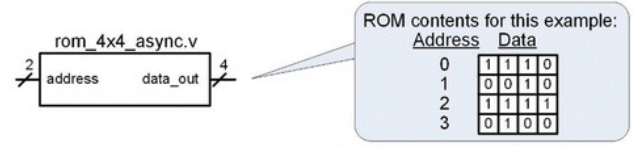 rom_4x4_async.v
2 address data_out 4
ROM contents for this example:
Address Data
0 1 1 1 0
1 0 0 1 0
2 1 1 1 1
3 0 1 0 0